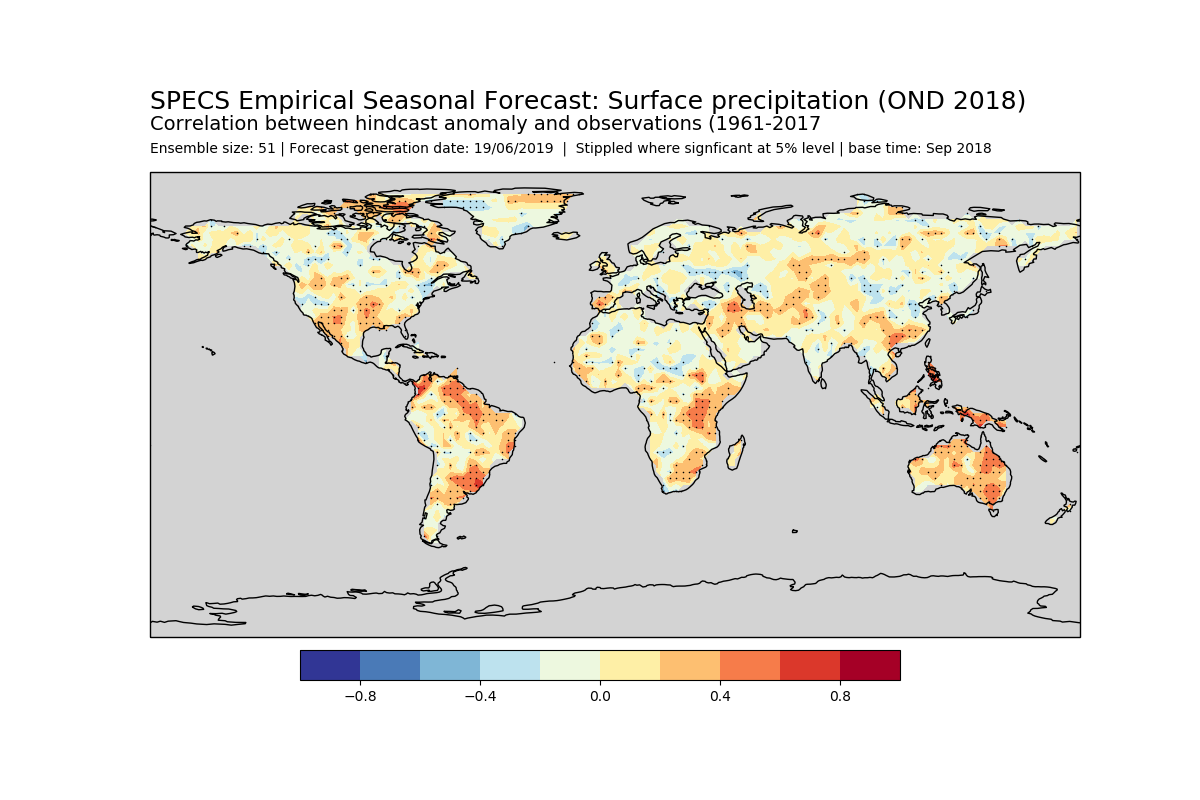 SPECS Empirical Seasonal Forecast: Surface precipitation (OND 2018)
Correlation between hindcast anomaly and observations (1961-2017
Ensemble size: 51 | Forecast generation date: 19/06/2019  |  Stippled where signficant at 5% level | base time: Sep 2018
−0.8 −0.4 0.0 0.4 0.8